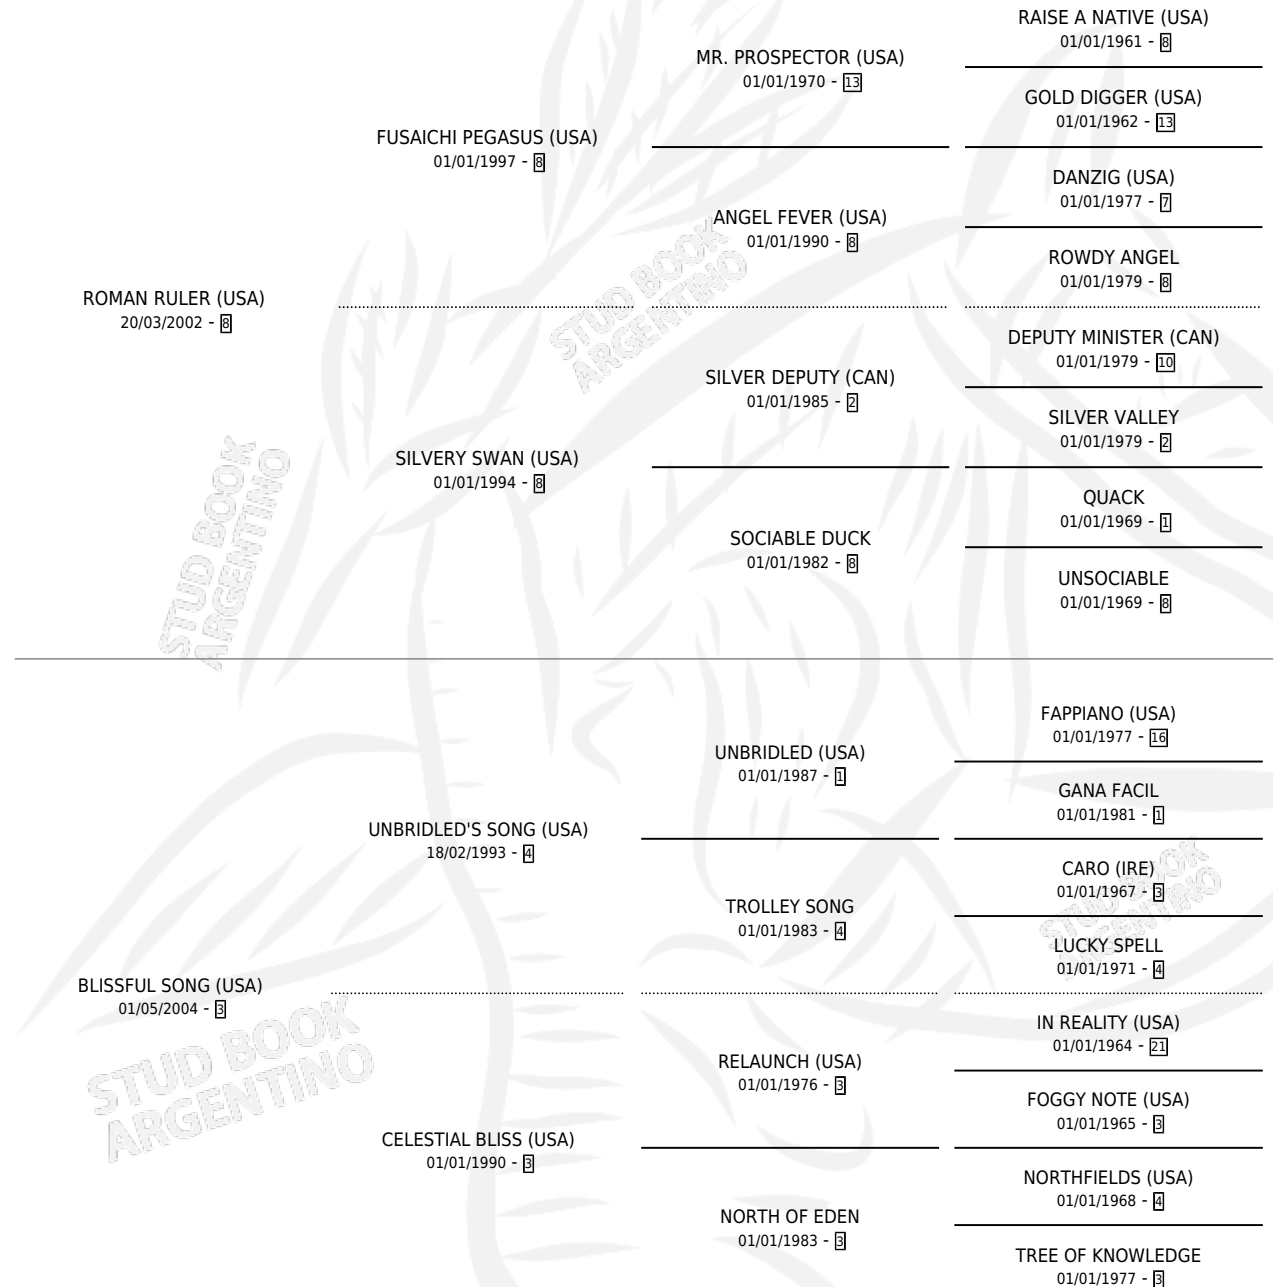 RAISE A NATIVE (USA)
01/01/1961 - 8
MR. PROSPECTOR (USA)
01/01/1970 - 13
GOLD DIGGER (USA)
01/01/1962 - 13
FUSAICHI PEGASUS (USA)
01/01/1997 - 8
DANZIG (USA)
01/01/1977 - 7
ANGEL FEVER (USA)
01/01/1990 - 8
ROWDY ANGEL
01/01/1979 - 8
ROMAN RULER (USA)
20/03/2002 - 8
DEPUTY MINISTER (CAN)
01/01/1979 - 10
SILVER DEPUTY (CAN)
01/01/1985 - 2
SILVER VALLEY
01/01/1979 - 2
SILVERY SWAN (USA)
01/01/1994 - 8
QUACK
01/01/1969 - 1
SOCIABLE DUCK
01/01/1982 - 8
UNSOCIABLE
01/01/1969 - 8
FAPPIANO (USA)
01/01/1977 - 16
UNBRIDLED (USA)
01/01/1987 - 1
GANA FACIL
01/01/1981 - 1
UNBRIDLED'S SONG (USA)
18/02/1993 - 4
CARO (IRE)
01/01/1967 - 3
TROLLEY SONG
01/01/1983 - 4
LUCKY SPELL
01/01/1971 - 4
BLISSFUL SONG (USA)
01/05/2004 - 3
IN REALITY (USA)
01/01/1964 - 21
RELAUNCH (USA)
01/01/1976 - 3
FOGGY NOTE (USA)
01/01/1965 - 3
CELESTIAL BLISS (USA)
01/01/1990 - 3
NORTHFIELDS (USA)
01/01/1968 - 4
NORTH OF EDEN
01/01/1983 - 3
TREE OF KNOWLEDGE
01/01/1977 - 3
STUD BOOK
ARGENTINO
STUD BOOK
ARGENTINO
STUD BOOK
ARGENTINO
STUD BOOK
ARGENTINO